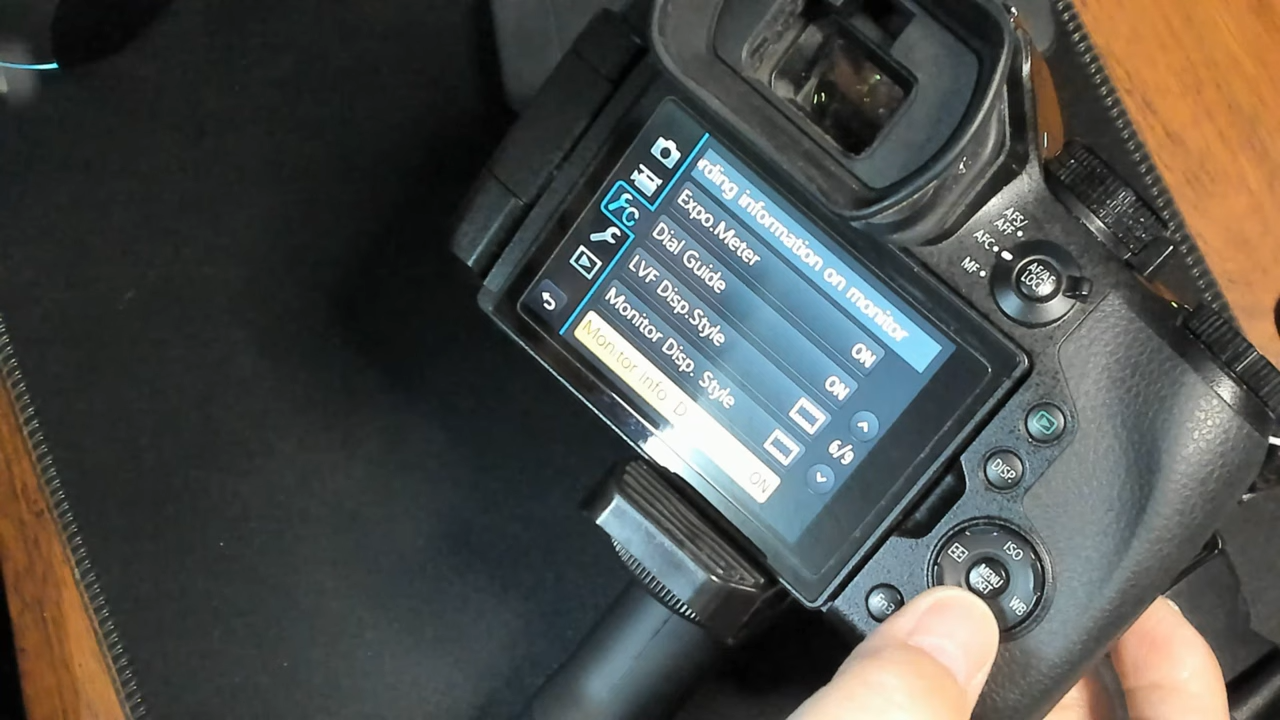 rding information on monitor
Expo.Meter
ON
Dial Guide
ON
LVF Disp.Style
Monitor Disp. Style
Monitor Info. D
ON
6/9
C
AFS/
AFF
AFC
MF
AF/AE
LOCK
DISP.
ISO
MENU
/SET
WB
Fn3